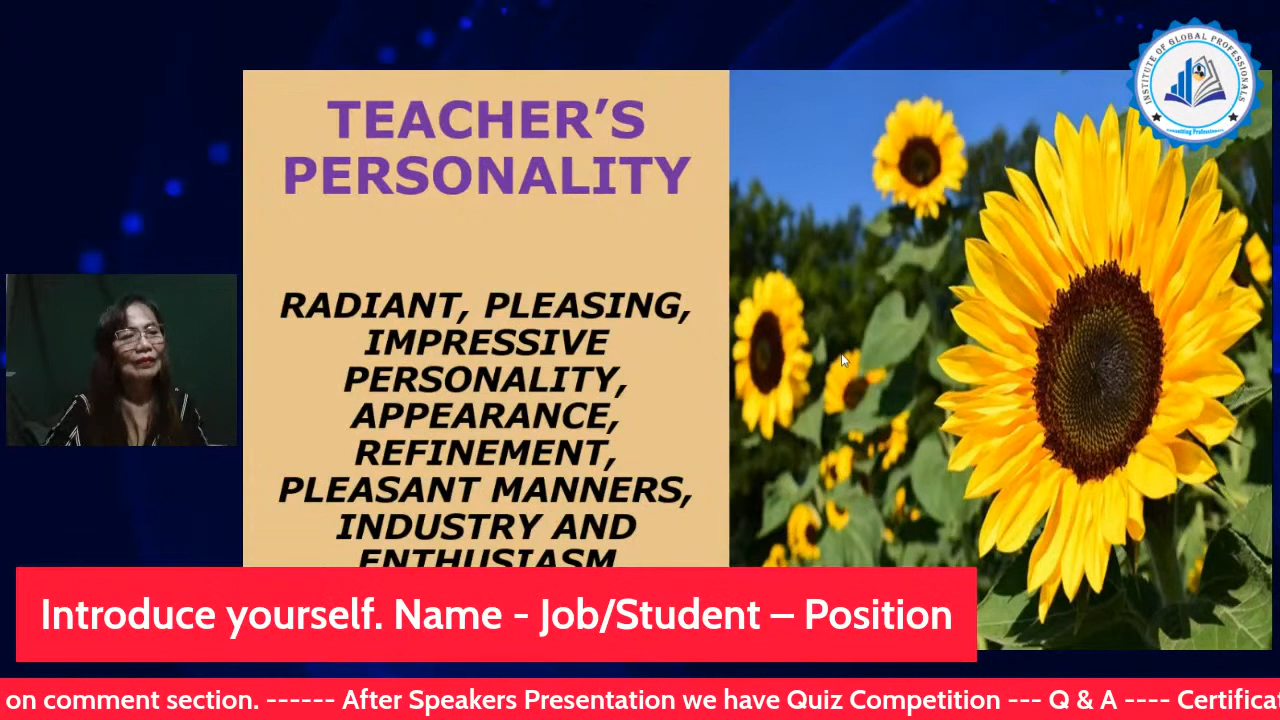 TEACHER'S
PERSONALITY
RADIANT, PLEASING,
IMPRESSIVE
PERSONALITY,
APPEARANCE,
REFINEMENT,
PLEASANT MANNERS,
INDUSTRY AND
ENTHUSIASM
INSTITUTE OF GLOBAL PROFESSIONALS
Introduce yourself. Name - Job/Student – Position
on comment section. ------ After Speakers Presentation we have Quiz Competition --- Q & A ----